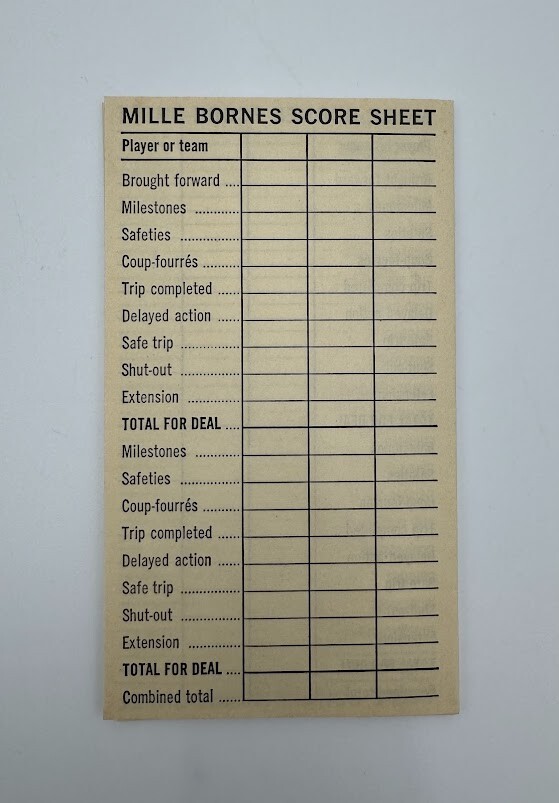 MILLE BORNES SCORE SHEET
Player or team
Brought forward ....
Milestones ............
Safeties ...............
Coup-fourrés ..........
Trip completed ......
Delayed action ......
Safe trip ................
Shut-out ................
Extension ..............
TOTAL FOR DEAL ....
Milestones ............
Safeties ................
Coup-fourrés ..........
Trip completed ......
Delayed action ......
Safe trip ................
Shut-out ................
Extension ..............
TOTAL FOR DEAL ....
Combined total ......